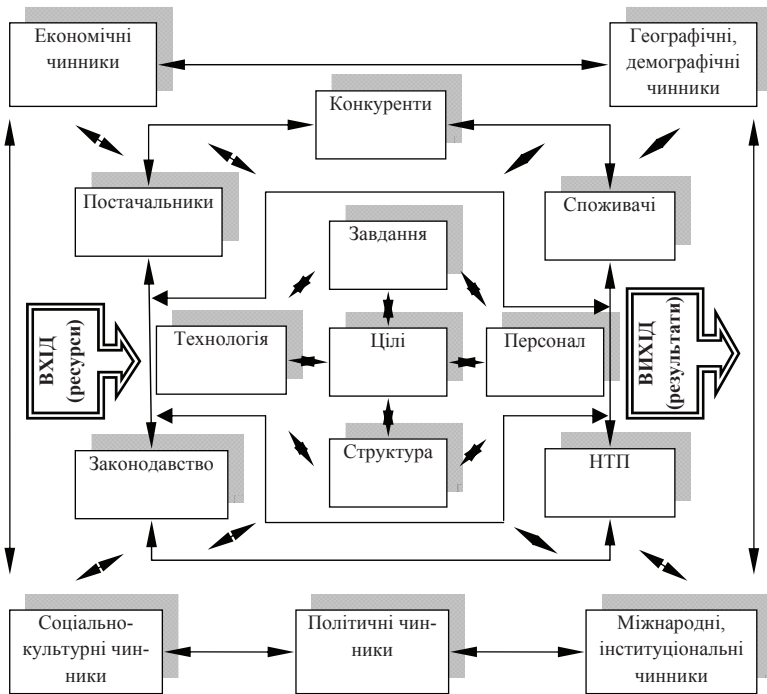 Економічні
чинники
Географічні,
демографічні
чинники
Конкуренти
Постачальники
Споживачі
Завдання
ВХІД
(ресурси)
Технологія
Цілі
Персонал
ВИХІД
(результати)
Законодавство
Структура
НТП
Соціально-
культурні чин-
ники
Політичні чин-
ники
Міжнародні,
інституціональні
чинники